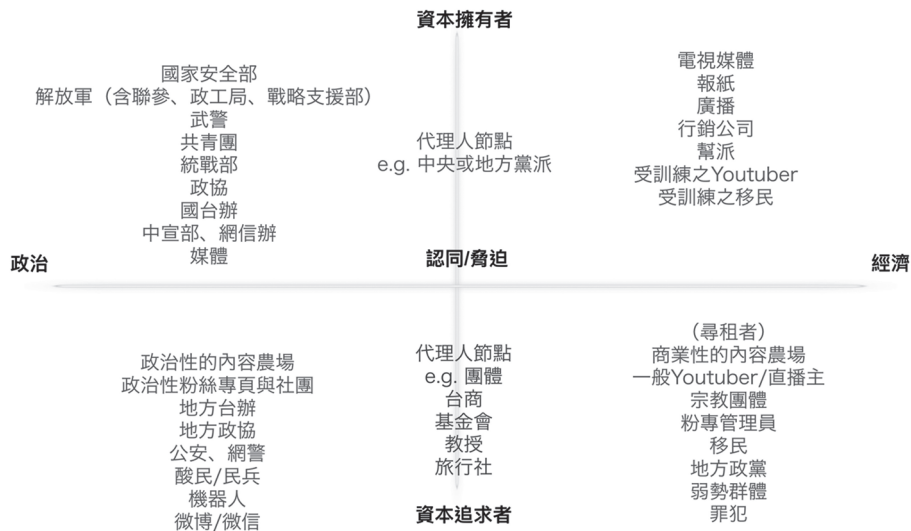 資本擁有者
國家安全部
解放軍（含聯參、政工局、戰略支援部）
武警
共青團
統戰部
政協
國台辦
中宣部、網信辦
媒體
代理人節點
e.g. 中央或地方黨派
電視媒體
報紙
廣播
行銷公司
幫派
受訓練之Youtuber
受訓練之移民
政治
認同/脅迫
經濟
政治性的內容農場
政治性粉絲專頁與社團
地方台辦
地方政協
公安、網警
酸民/民兵
機器人
微博/微信
代理人節點
e.g. 團體
台商
基金會
教授
旅行社
（尋租者）
商業性的內容農場
一般Youtuber/直播主
宗教團體
粉專管理員
移民
地方政黨
弱勢群體
罪犯
資本追求者